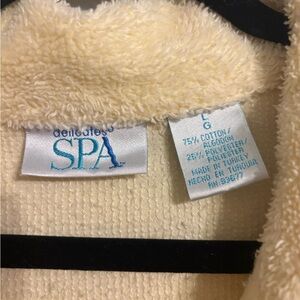 delicates
SPA
L
G
75% COTTON/
ALGODON
25% POLYESTER/
POLIESTER
MADE IN TURKEY
HECHO EN TURQUIA
RN 93677